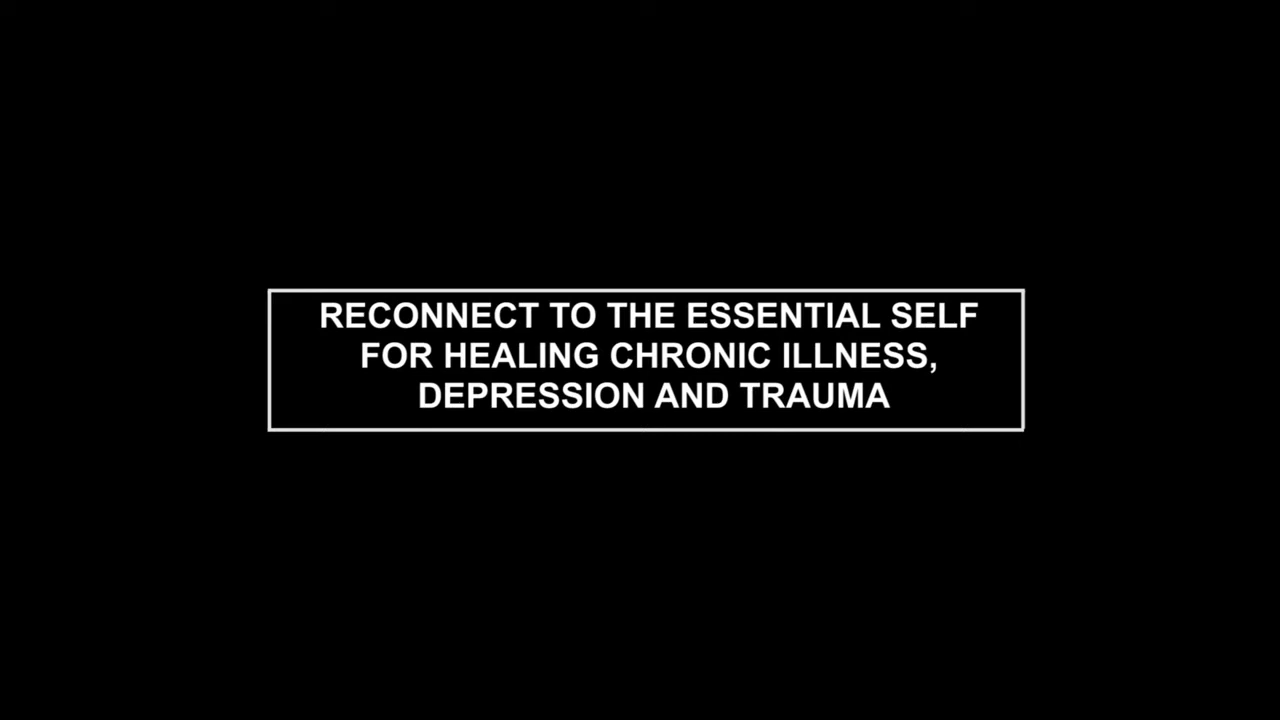 RECONNECT TO THE ESSENTIAL SELF
FOR HEALING CHRONIC ILLNESS,
DEPRESSION AND TRAUMA